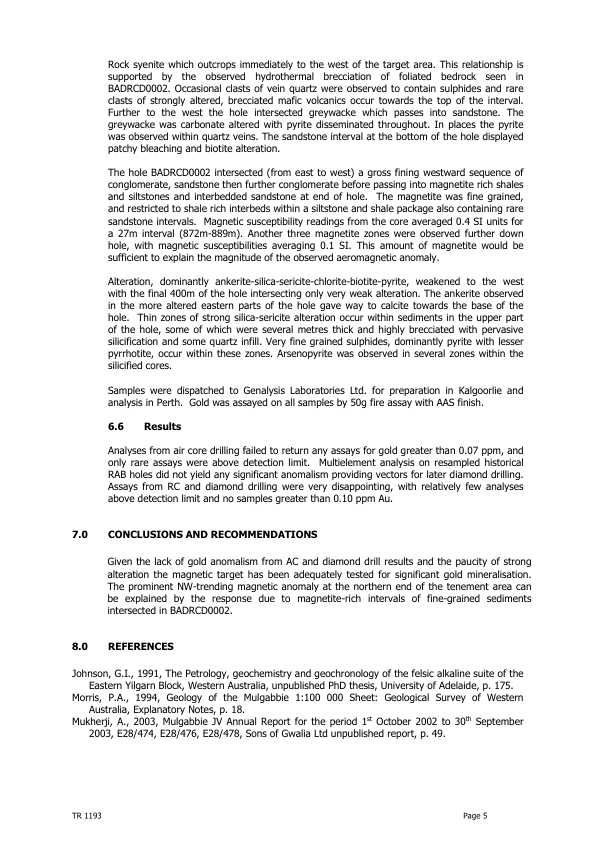 Rock syenite which outcrops immediately to the west of the target area. This relationship is
supported by the observed hydrothermal brecciation of foliated bedrock seen in
BADRCD0002. Occasional clasts of vein quartz were observed to contain sulphides and rare
clasts of strongly altered, brecciated mafic volcanics occur towards the top of the interval.
Further to the west the hole intersected greywacke which passes into sandstone. The
greywacke was carbonate altered with pyrite disseminated throughout. In places the pyrite
was observed within quartz veins. The sandstone interval at the bottom of the hole displayed
patchy bleaching and biotite alteration.
The hole BADRCD0002 intersected (from east to west) a gross fining westward sequence of
conglomerate, sandstone then further conglomerate before passing into magnetite rich shales
and siltstones and interbedded sandstone at end of hole. The magnetite was fine grained,
and restricted to shale rich interbeds within a siltstone and shale package also containing rare
sandstone intervals. Magnetic susceptibility readings from the core averaged 0.4 SI units for
a 27m interval (872m-889m). Another three magnetite zones were observed further down
hole, with magnetic susceptibilities averaging 0.1 SI. This amount of magnetite would be
sufficient to explain the magnitude of the observed aeromagnetic anomaly.
Alteration, dominantly ankerite-silica-sericite-chlorite-biotite-pyrite, weakened to the west
with the final 400m of the hole intersecting only very weak alteration. The ankerite observed
in the more altered eastern parts of the hole gave way to calcite towards the base of the
hole. Thin zones of strong silica-sericite alteration occur within sediments in the upper part
of the hole, some of which were several metres thick and highly brecciated with pervasive
silicification and some quartz infill. Very fine grained sulphides, dominantly pyrite with lesser
pyrrhotite, occur within these zones. Arsenopyrite was observed in several zones within the
silicified cores.
Samples were dispatched to Genalysis Laboratories Ltd. for preparation in Kalgoorlie and
analysis in Perth. Gold was assayed on all samples by 50g fire assay with AAS finish.
6.6 Results
Analyses from air core drilling failed to return any assays for gold greater than 0.07 ppm, and
only rare assays were above detection limit. Multielement analysis on resampled historical
RAB holes did not yield any significant anomalism providing vectors for later diamond drilling.
Assays from RC and diamond drilling were very disappointing, with relatively few analyses
above detection limit and no samples greater than 0.10 ppm Au.
7.0 CONCLUSIONS AND RECOMMENDATIONS
Given the lack of gold anomalism from AC and diamond drill results and the paucity of strong
alteration the magnetic target has been adequately tested for significant gold mineralisation.
The prominent NW-trending magnetic anomaly at the northern end of the tenement area can
be explained by the response due to magnetite-rich intervals of fine-grained sediments
intersected in BADRCD0002.
8.0 REFERENCES
Johnson, G.I., 1991, The Petrology, geochemistry and geochronology of the felsic alkaline suite of the
Eastern Yilgarn Block, Western Australia, unpublished PhD thesis, University of Adelaide, p. 175.
Morris, P.A., 1994, Geology of the Mulgabbie 1:100 000 Sheet: Geological Survey of Western
Australia, Explanatory Notes, p. 18.
Mukherji, A., 2003, Mulgabbie JV Annual Report for the period 1st October 2002 to 30th September
2003, E28/474, E28/476, E28/478, Sons of Gwalia Ltd unpublished report, p. 49.
TR 1193 Page 5